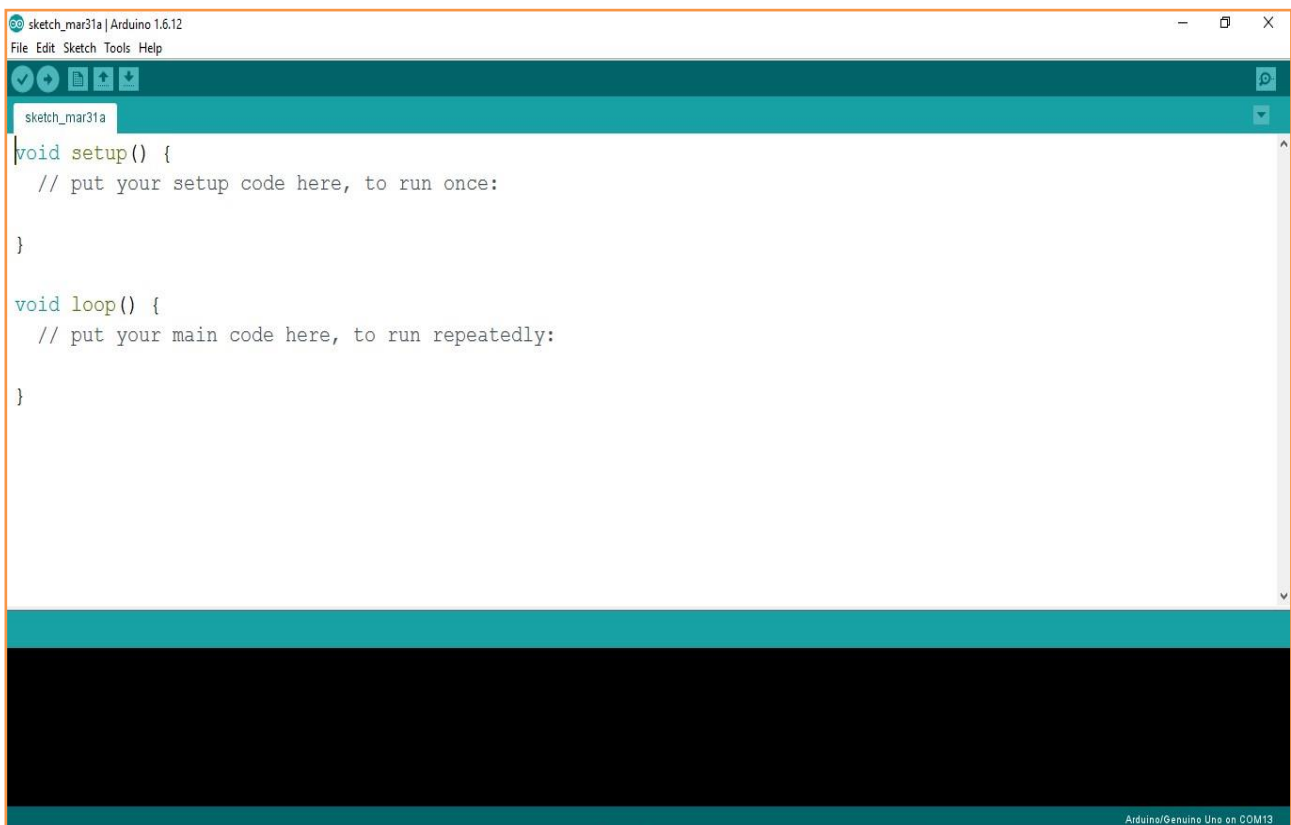 sketch_mar31a | Arduino 1.6.12
File Edit Sketch Tools Help
sketch_mar31a
void setup() {
  // put your setup code here, to run once:
}
void loop() {
  // put your main code here, to run repeatedly:
}
Arduino/Genuino Uno on COM13